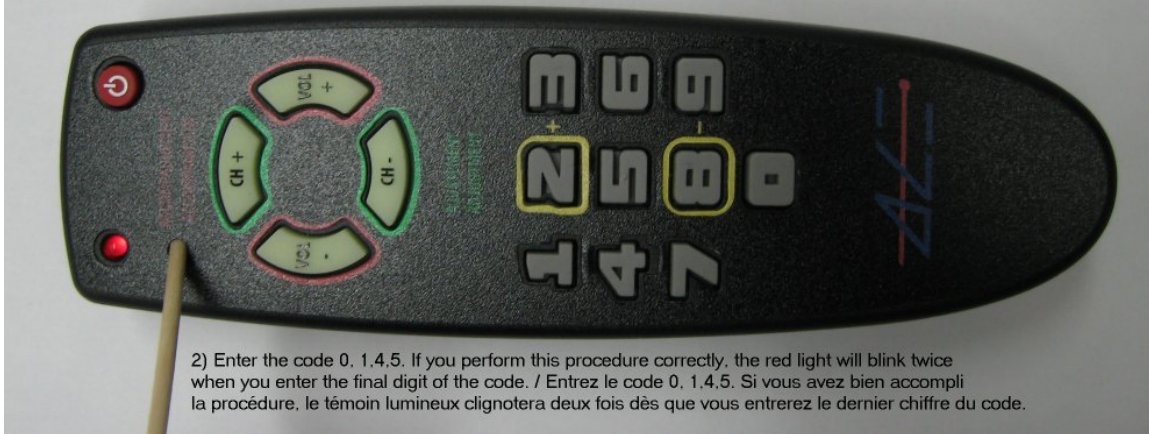 CH +
VOL -
VOL +
CH -
1 2 + 3
4 5 6
7 8 - 9
0
2) Enter the code 0, 1,4,5. If you perform this procedure correctly, the red light will blink twice
when you enter the final digit of the code. / Entrez le code 0, 1,4,5. Si vous avez bien accompli
la procédure, le témoin lumineux clignotera deux fois dès que vous entrerez le dernier chiffre du code.